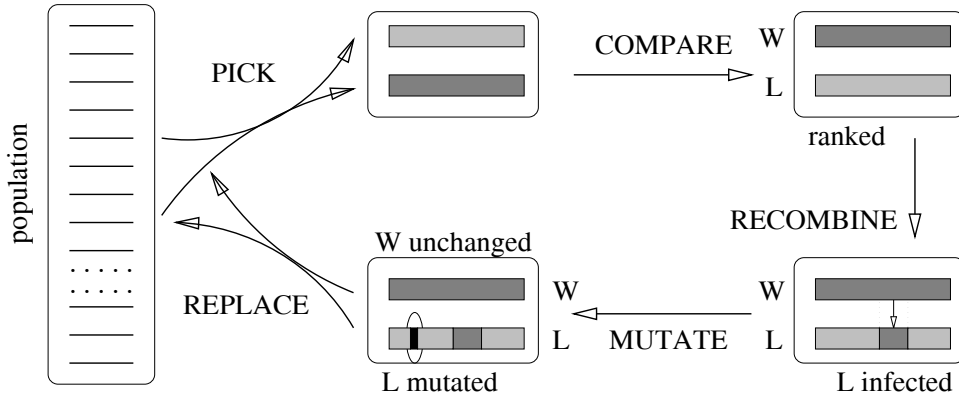 population
PICK
COMPARE
W
L
ranked
RECOMBINE
W
L
L infected
MUTATE
W unchanged
W
L
L mutated
REPLACE